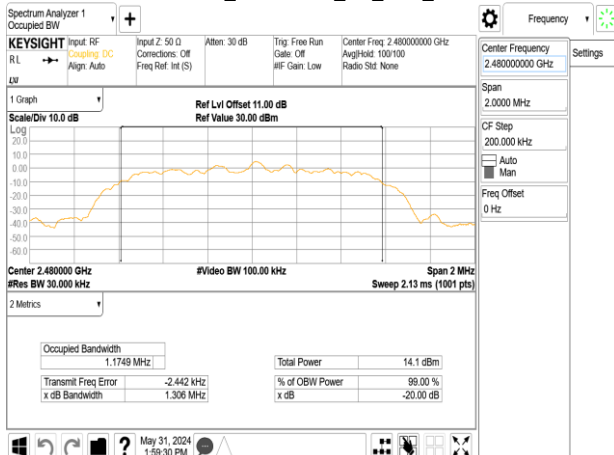 Spectrum Analyzer 1
Occupied BW
Frequency
KEYSIGHT
Input: RF
Coupling: DC
Align: Auto
Input Z: 50 Ω
Corrections: Off
Freq Ref: Int (S)
Atten: 30 dB
Trig: Free Run
Gate: Off
#IF Gain: Low
Center Freq: 2.480000000 GHz
Avg|Hold: 100/100
Radio Std: None
RL
LXI
Center Frequency
2.480000000 GHz
Settings
Span
2.0000 MHz
CF Step
200.000 kHz
Auto
Man
Freq Offset
0 Hz
1 Graph
Scale/Div 10.0 dB
Ref Lvl Offset 11.00 dB
Ref Value 30.00 dBm
Log
20.0
10.0
0.00
-10.0
-20.0
-30.0
-40.0
-50.0
-60.0
Center 2.480000 GHz
#Video BW 100.00 kHz
Span 2 MHz
#Res BW 30.000 kHz
Sweep 2.13 ms (1001 pts)
2 Metrics
Occupied Bandwidth
1.1749 MHz
Total Power 14.1 dBm
Transmit Freq Error -2.442 kHz
% of OBW Power 99.00 %
x dB Bandwidth 1.306 MHz
x dB -20.00 dB
May 31, 2024
1:59:30 PM